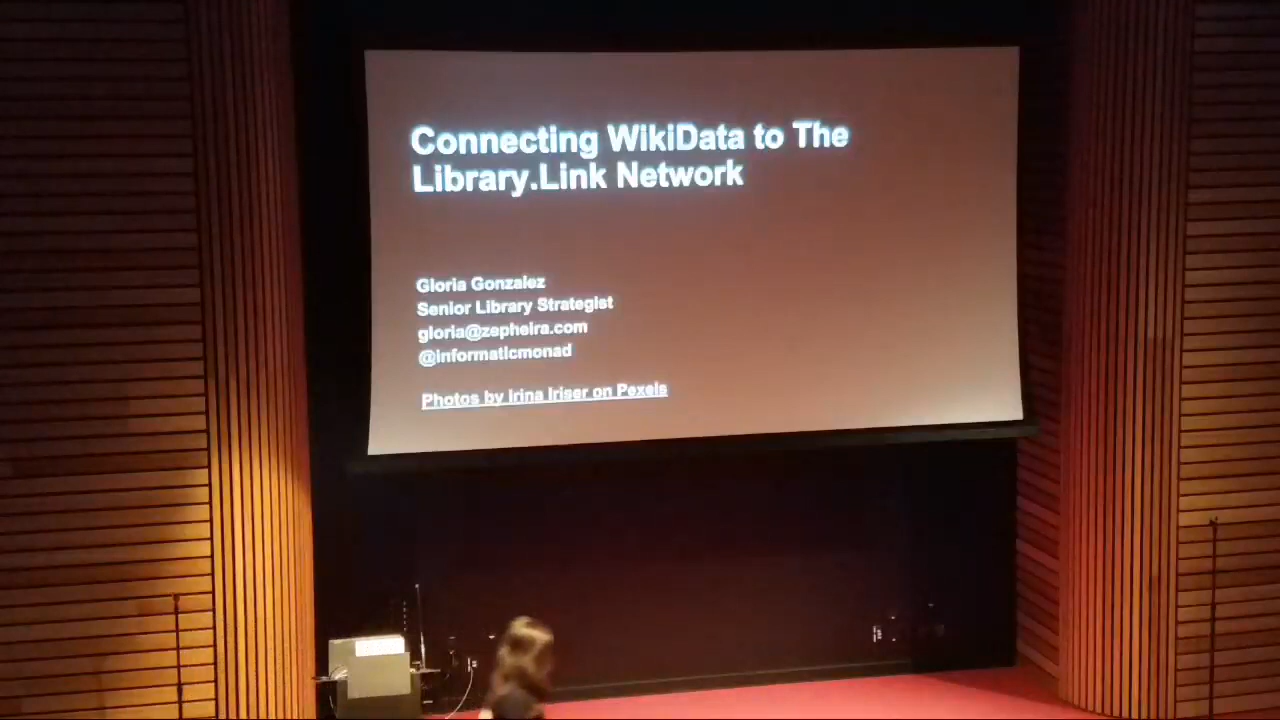 Connecting WikiData to The
Library.Link Network
Gloria Gonzalez
Senior Library Strategist
gloria@zepheira.com
@informaticmonad
Photos by Irina Iriser on Pexels